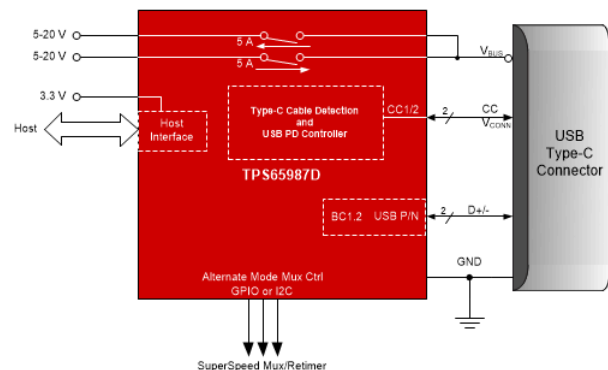 5-20 V
5 A
5-20 V
5 A
VBUS
3.3 V
Host
Host
Interface
Type-C Cable Detection
and
USB PD Controller
CC1/2
2
CC
VCONN
TPS65987D
USB
Type-C
Connector
BC1.2 USB P/N
2
D+/-
GND
Alternate Mode Mux Ctrl
GPIO or I2C
SuperSpeed Mux/Retimer